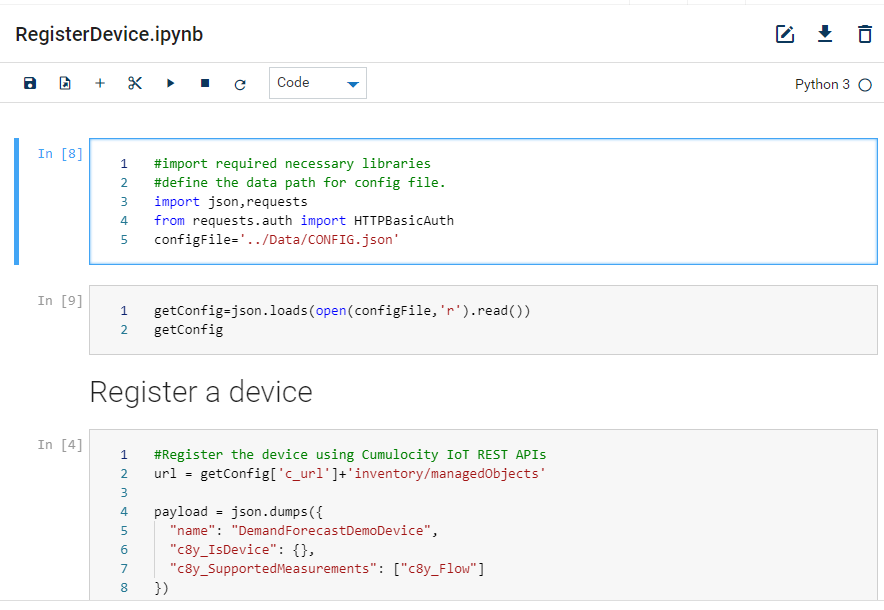 RegisterDevice.ipynb
Code
Python 3
In [8]
1 #import required necessary libraries
2 #define the data path for config file.
3 import json,requests
4 from requests.auth import HTTPBasicAuth
5 configFile='../Data/CONFIG.json'
In [9]
1 getConfig=json.loads(open(configFile,'r').read())
2 getConfig
Register a device
In [4]
1 #Register the device using Cumulocity IoT REST APIs
2 url = getConfig['c_url']+'inventory/managedObjects'
3
4 payload = json.dumps({
5 "name": "DemandForecastDemoDevice",
6 "c8y_IsDevice": {},
7 "c8y_SupportedMeasurements": ["c8y_Flow"]
8 })